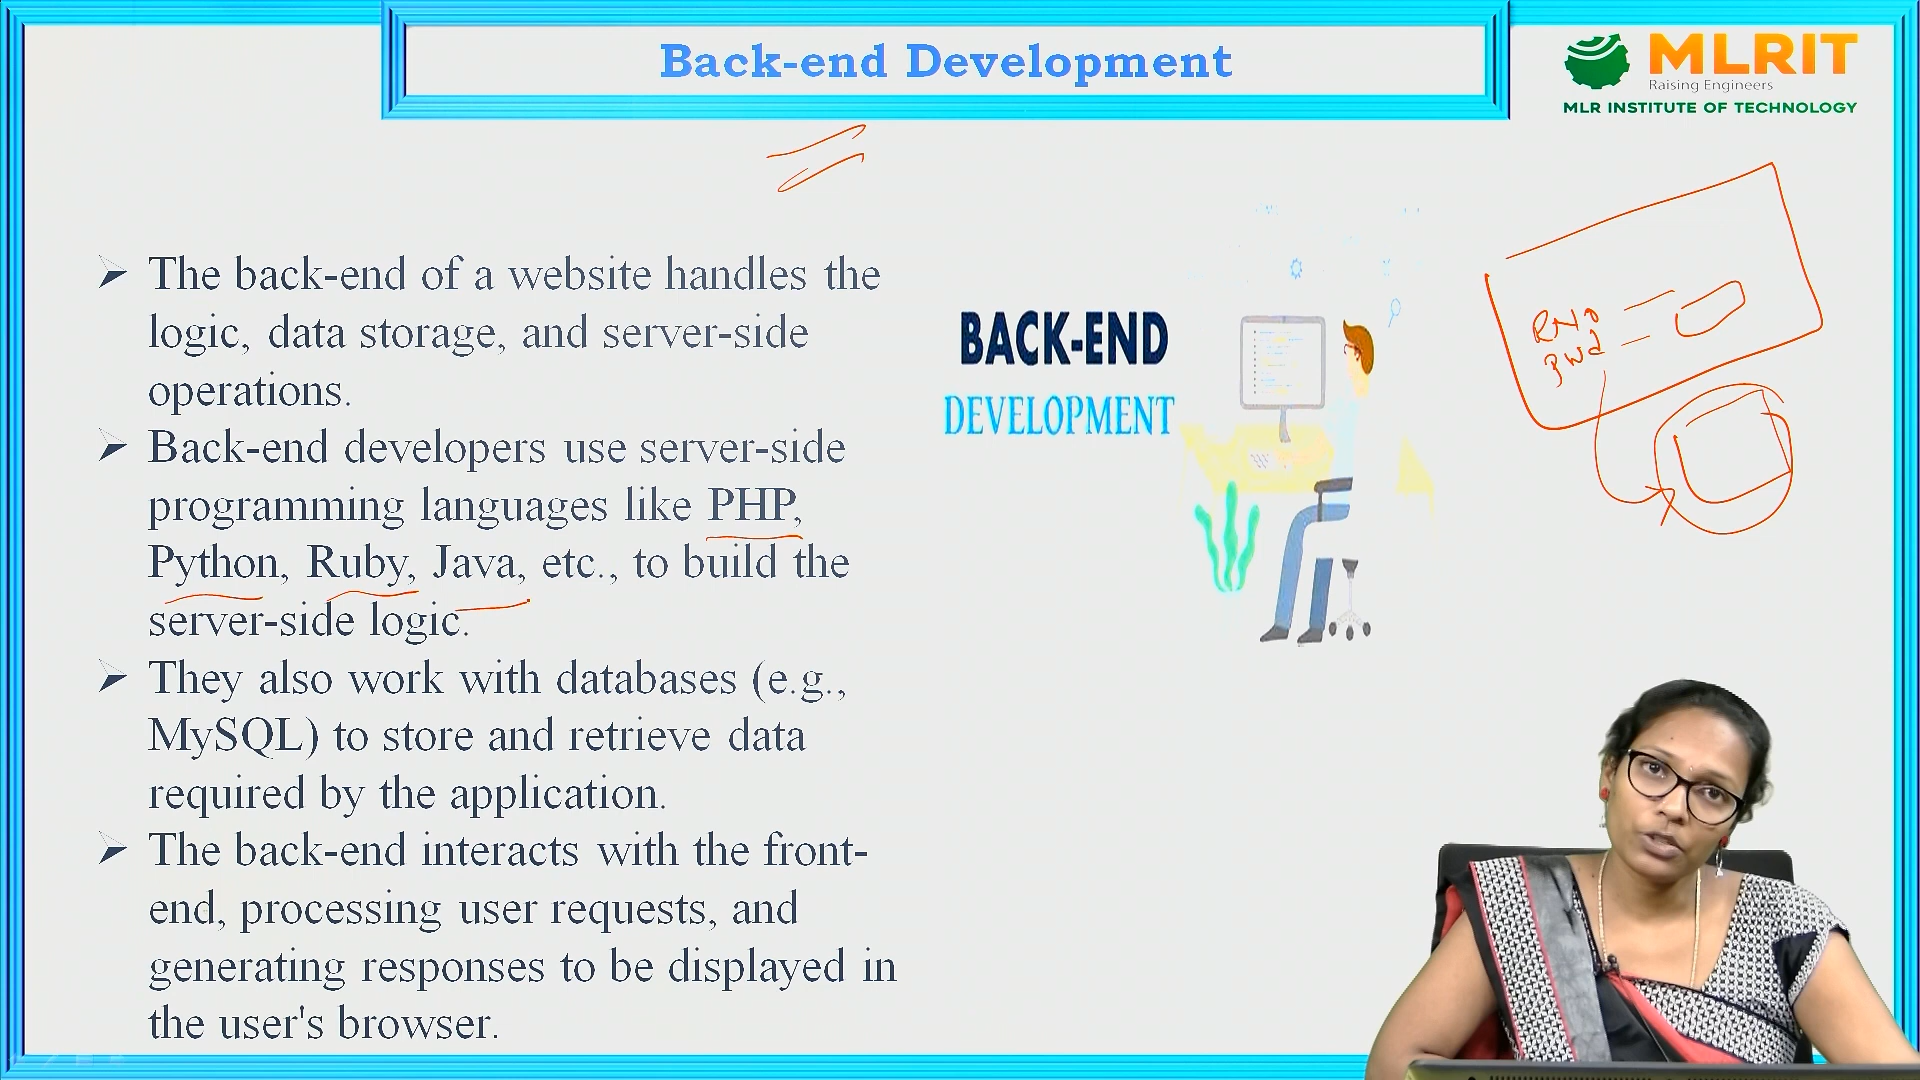 Back-end Development
MLRIT
Raising Engineers
MLR INSTITUTE OF TECHNOLOGY
The back-end of a website handles the
logic, data storage, and server-side
operations.
Back-end developers use server-side
programming languages like PHP,
Python, Ruby, Java, etc., to build the
server-side logic.
They also work with databases (e.g.,
MySQL) to store and retrieve data
required by the application.
The back-end interacts with the front-
end, processing user requests, and
generating responses to be displayed in
the user's browser.
BACK-END
DEVELOPMENT
RNo
PWd